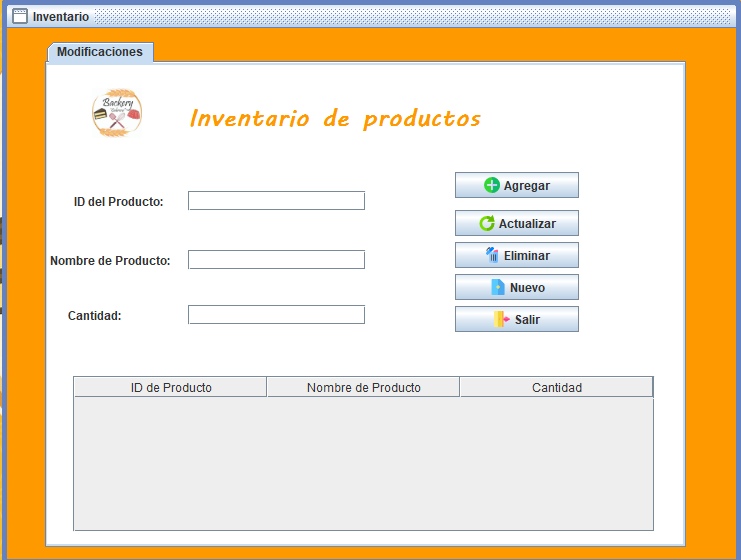 Inventario
Modificaciones
Backery
Inventario de productos
ID del Producto:
Agregar
Actualizar
Nombre de Producto:
Eliminar
Nuevo
Cantidad:
Salir
ID de Producto Nombre de Producto Cantidad